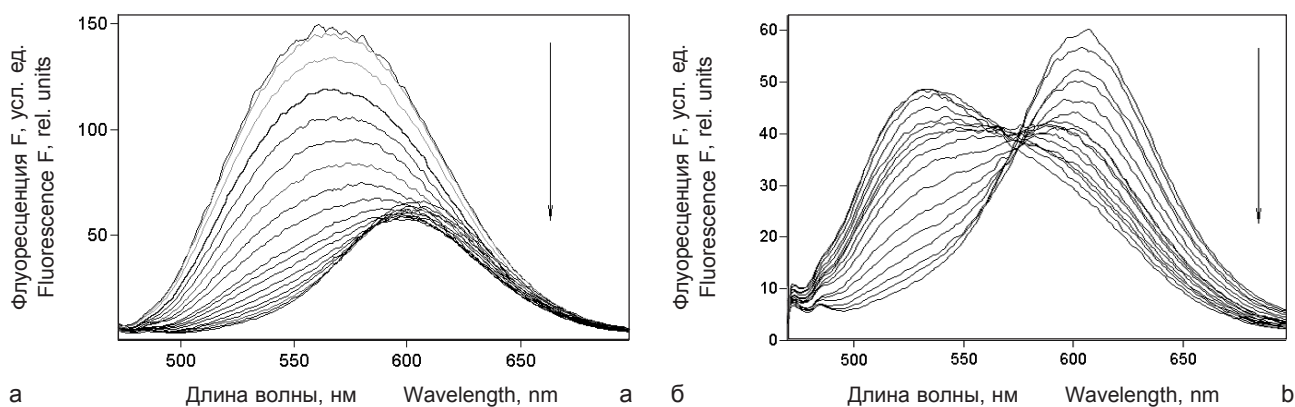 Флуоресценция F, усл. ед.
Fluorescence F, rel. units
150
100
50
500 550 600 650
а Длина волны, нм Wavelength, nm a
Флуоресценция F, усл. ед.
Fluorescence F, rel. units
60
50
40
30
20
10
0
500 550 600 650
б Длина волны, нм Wavelength, nm b